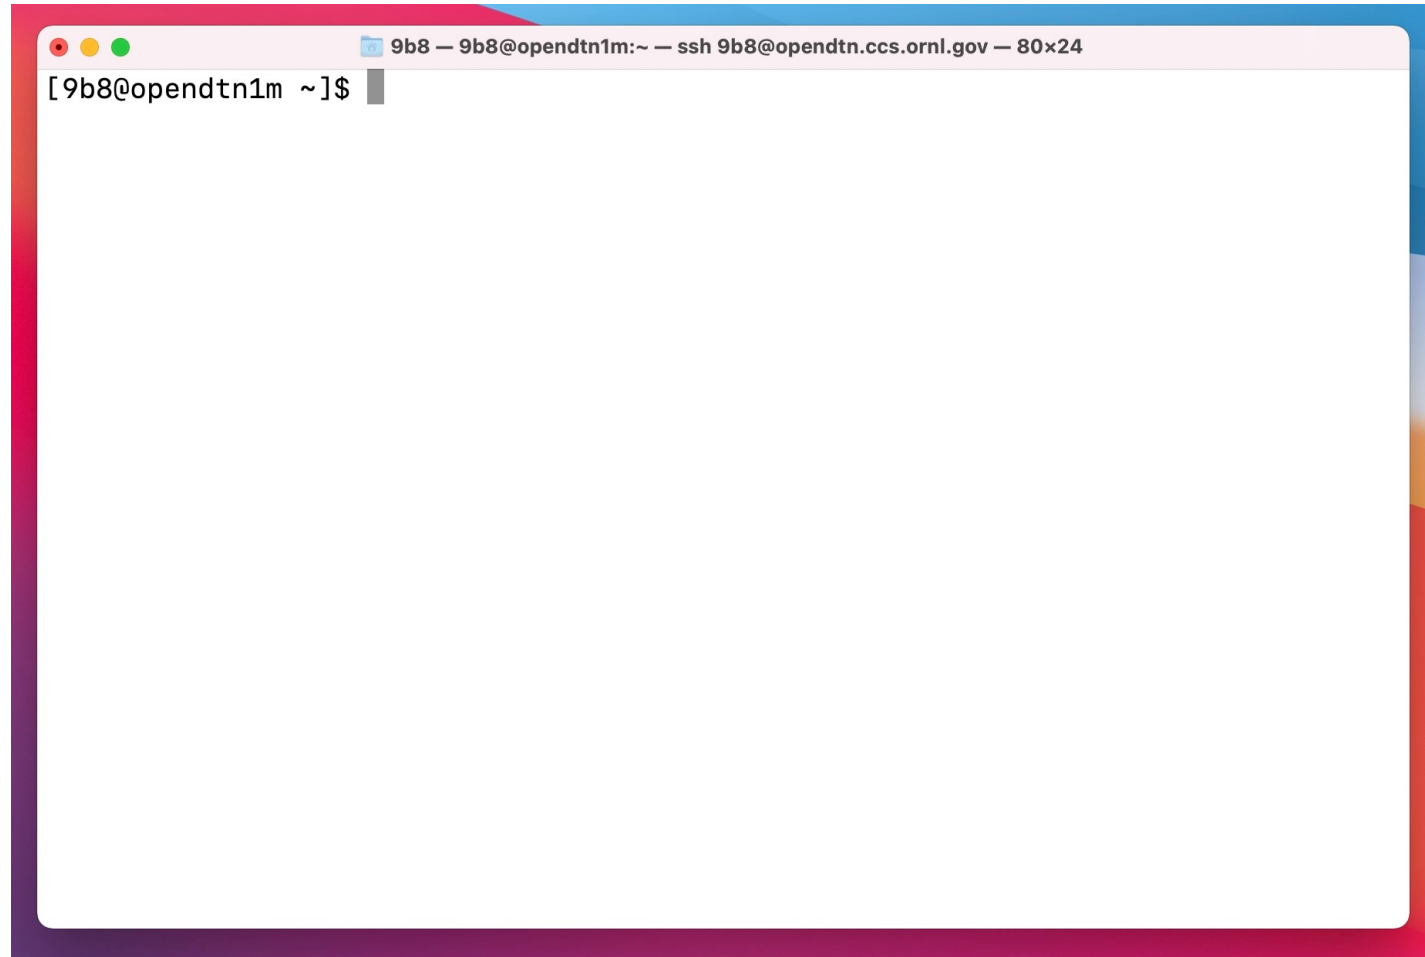 9b8 — 9b8@opendtn1m:~ — ssh 9b8@opendtn.ccs.ornl.gov — 80×24
[9b8@opendtn1m ~]$